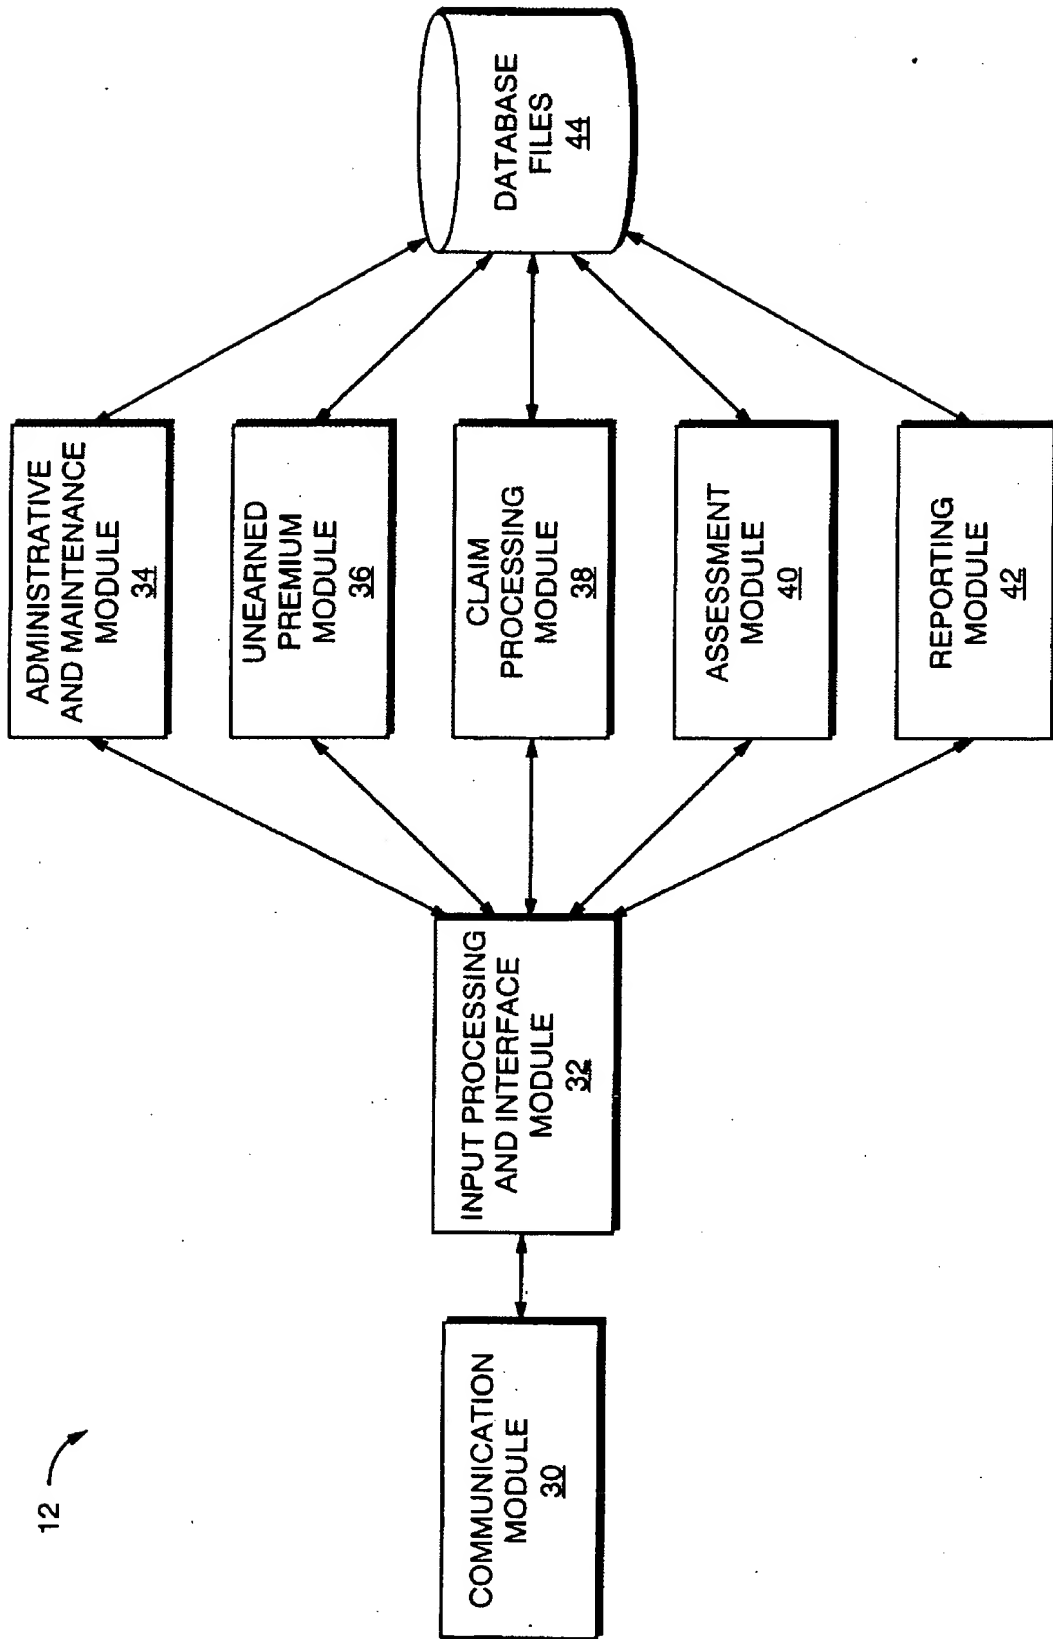 12
COMMUNICATION
MODULE
30
INPUT PROCESSING
AND INTERFACE
MODULE
32
ADMINISTRATIVE
AND MAINTENANCE
MODULE
34
UNEARNED
PREMIUM
MODULE
36
CLAIM
PROCESSING
MODULE
38
ASSESSMENT
MODULE
40
REPORTING
MODULE
42
DATABASE
FILES
44